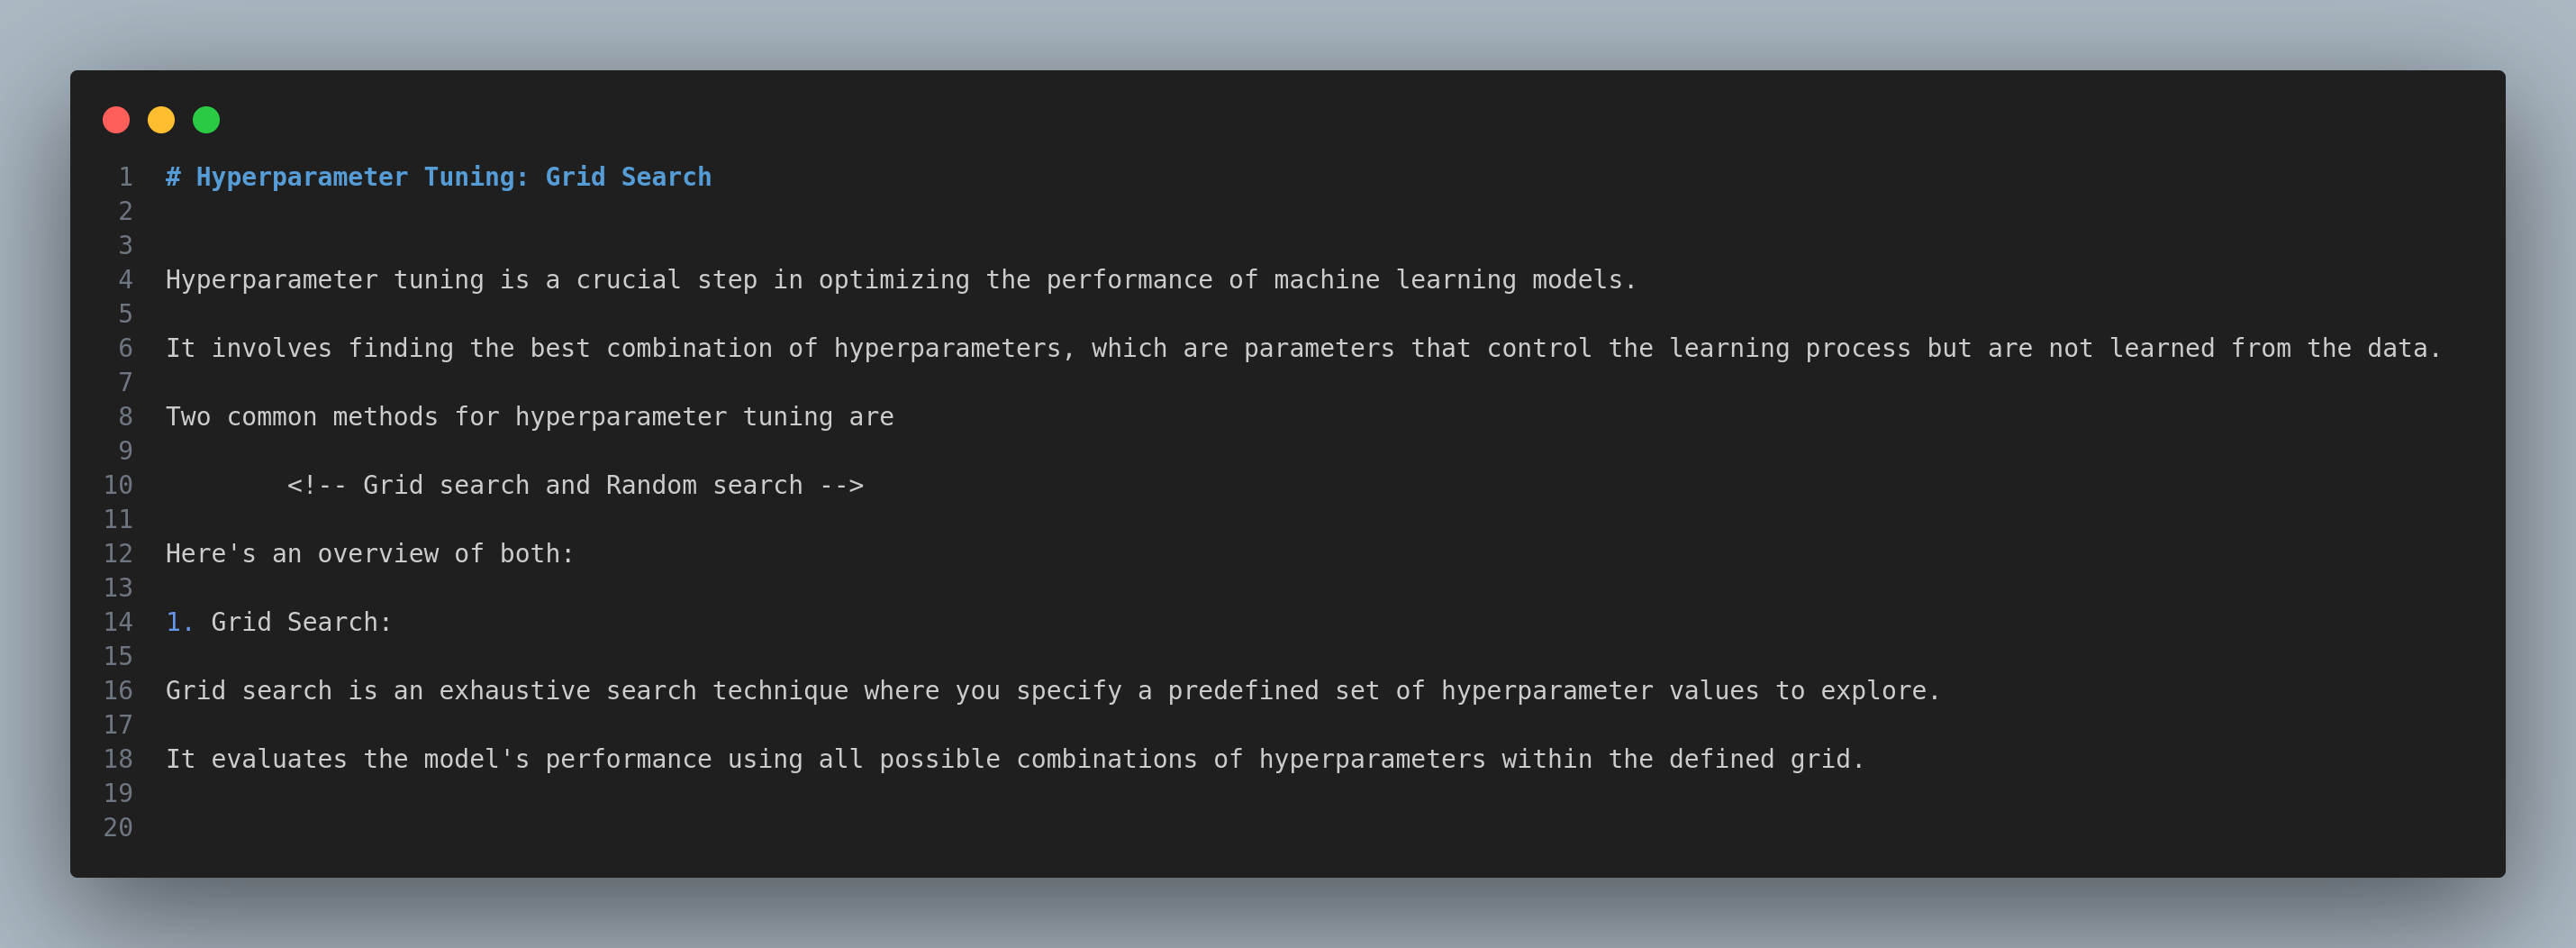 1 # Hyperparameter Tuning: Grid Search
2
3
4 Hyperparameter tuning is a crucial step in optimizing the performance of machine learning models.
5
6 It involves finding the best combination of hyperparameters, which are parameters that control the learning process but are not learned from the data.
7
8 Two common methods for hyperparameter tuning are
9
10         <!-- Grid search and Random search -->
11
12 Here's an overview of both:
13
14 1. Grid Search:
15
16 Grid search is an exhaustive search technique where you specify a predefined set of hyperparameter values to explore.
17
18 It evaluates the model's performance using all possible combinations of hyperparameters within the defined grid.
19
20